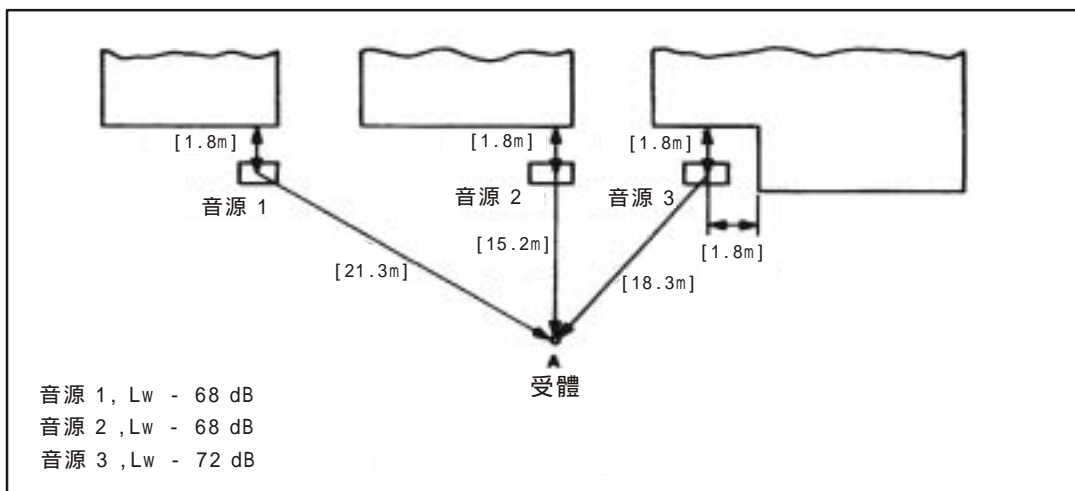 [1.8m]
[1.8m]
[1.8m]
音源 1
音源 2
音源 3
[1.8m]
[15.2m]
[21.3m]
[18.3m]
A
受體
音源 1, Lw - 68 dB
音源 2 ,Lw - 68 dB
音源 3 ,Lw - 72 dB